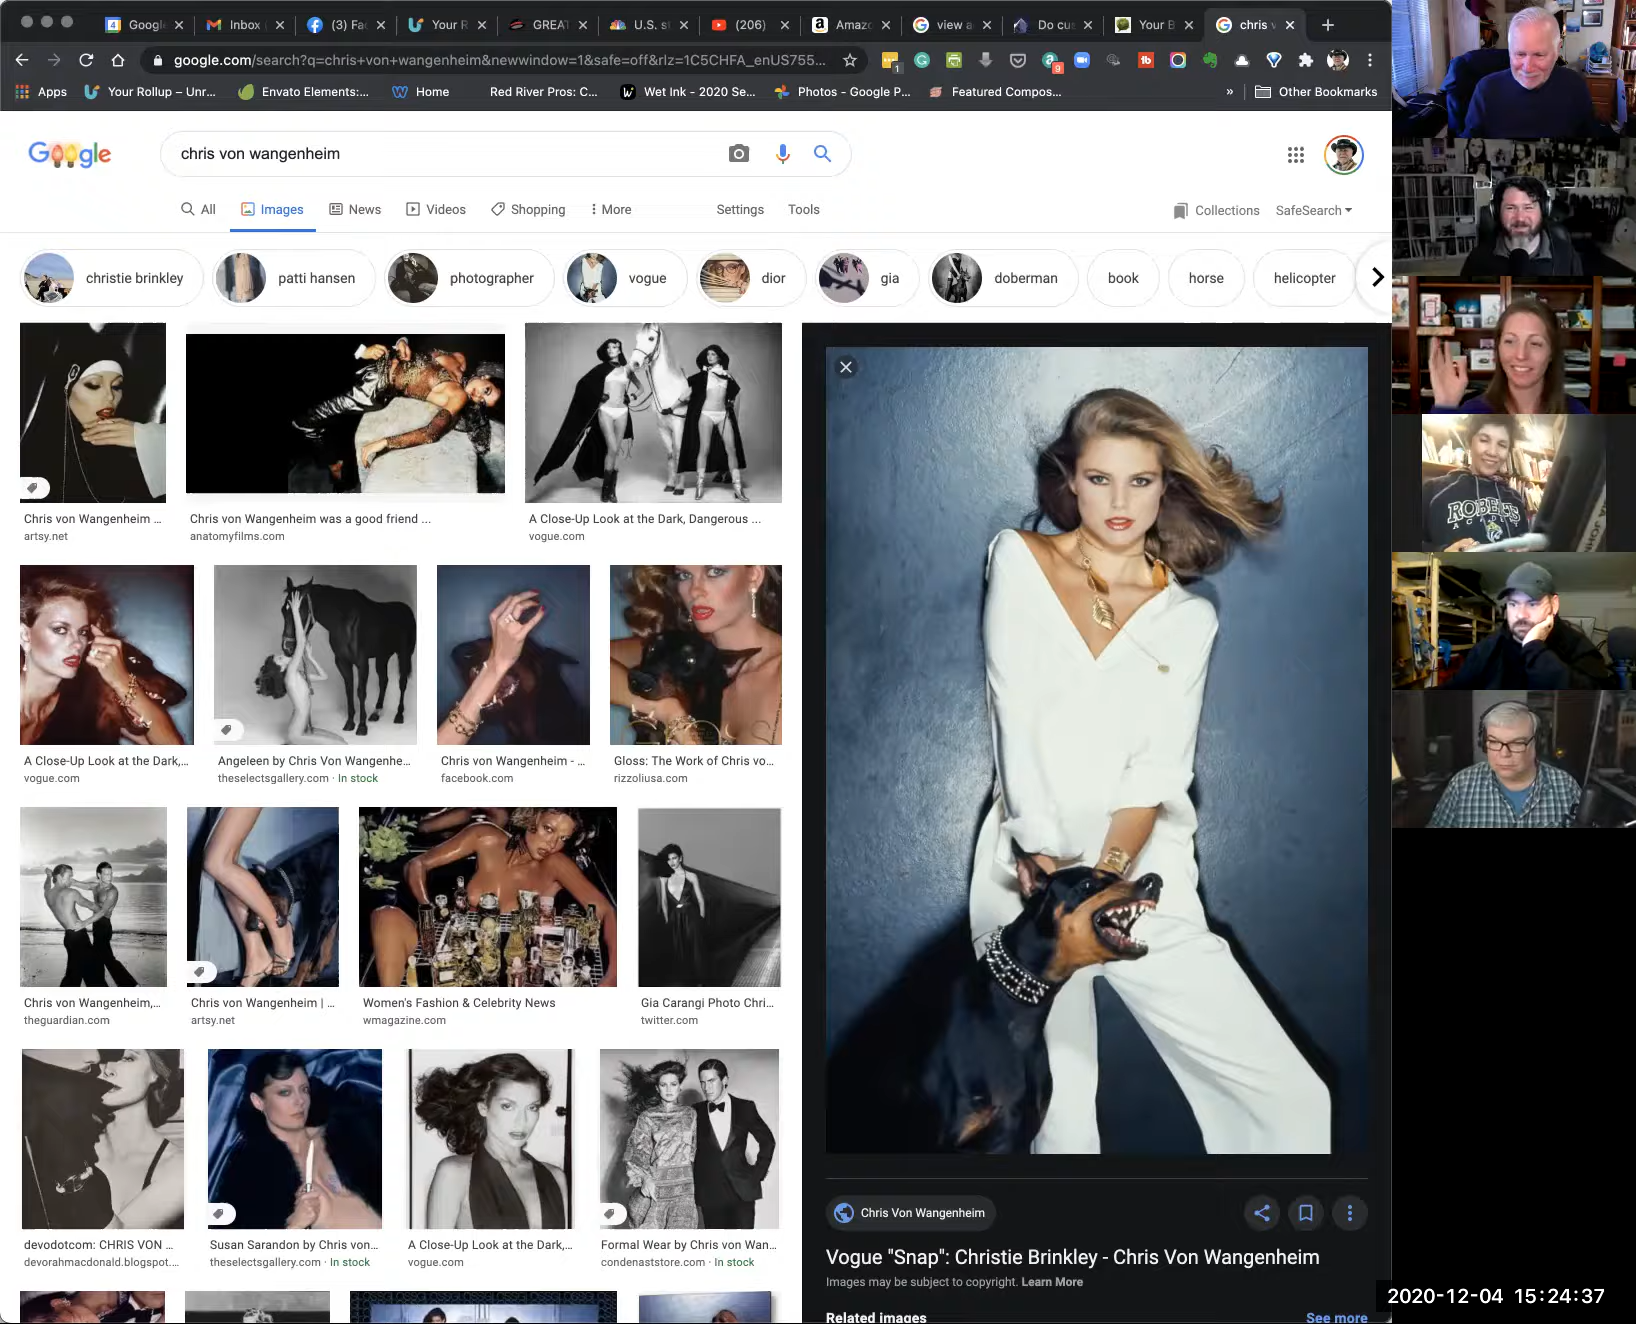 Google
Inbox
(3) Fac
Your R
GREAT
U.S. s
(206)
Amazo
view a
Do cu
Your B
chris v
google.com/search?q=chris+von+wangenheim&newwindow=1&safe=off&rlz=1C5CHFA_enUS755...
Apps
Your Rollup – Unr...
Envato Elements:...
Home
Red River Pros: C...
Wet Ink - 2020 Se...
Photos - Google P...
Featured Compos...
»
Other Bookmarks
Google
chris von wangenheim
All
Images
News
Videos
Shopping
More
Settings
Tools
Collections
SafeSearch
christie brinkley
patti hansen
photographer
vogue
dior
gia
doberman
book
horse
helicopter
Chris von Wangenheim ...
artsy.net
Chris von Wangenheim was a good friend ...
anatomyfilms.com
A Close-Up Look at the Dark, Dangerous ...
vogue.com
A Close-Up Look at the Dark,...
vogue.com
Angeleen by Chris Von Wangenhe...
theselectsgallery.com · In stock
Chris von Wangenheim - ...
facebook.com
Gloss: The Work of Chris vo...
rizzoliusa.com
Chris von Wangenheim,...
theguardian.com
Chris von Wangenheim | ...
artsy.net
Women's Fashion & Celebrity News
wmagazine.com
Gia Carangi Photo Chri...
twitter.com
devodotcom: CHRIS VON ...
devorahmacdonald.blogspot....
Susan Sarandon by Chris von...
theselectsgallery.com · In stock
A Close-Up Look at the Dark,...
vogue.com
Formal Wear by Chris von Wan...
condenaststore.com · In stock
Chris Von Wangenheim
Vogue "Snap": Christie Brinkley - Chris Von Wangenheim
Images may be subject to copyright. Learn More
Related images
See more
2020-12-04 15:24:37